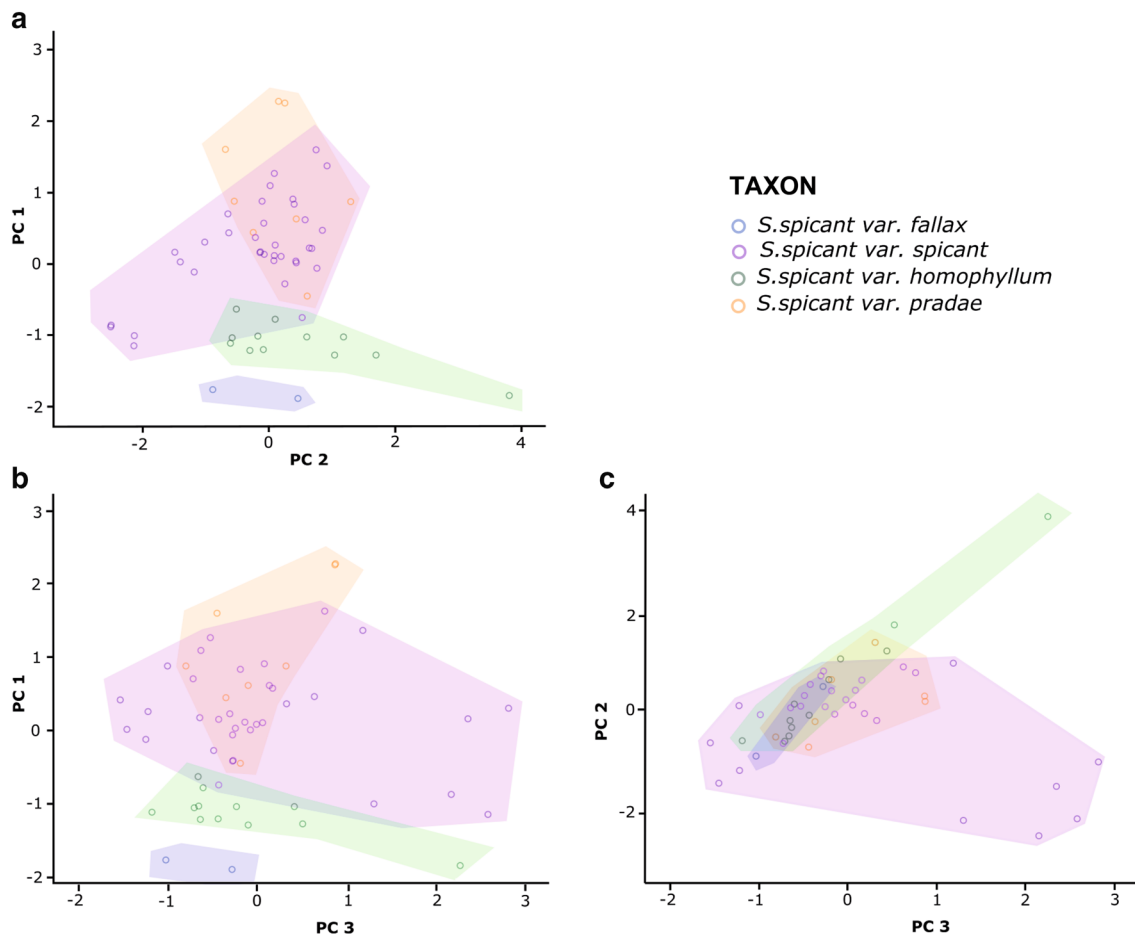 a
3
2
1
0
-1
-2
PC 1
-2
0
2
4
PC 2
TAXON
S.spicant var. fallax
S.spicant var. spicant
S.spicant var. homophyllum
S.spicant var. pradae
b
3
2
1
0
-1
-2
PC 1
-2
-1
0
1
2
3
PC 3
c
4
2
0
-2
PC 2
-2
-1
0
1
2
3
PC 3